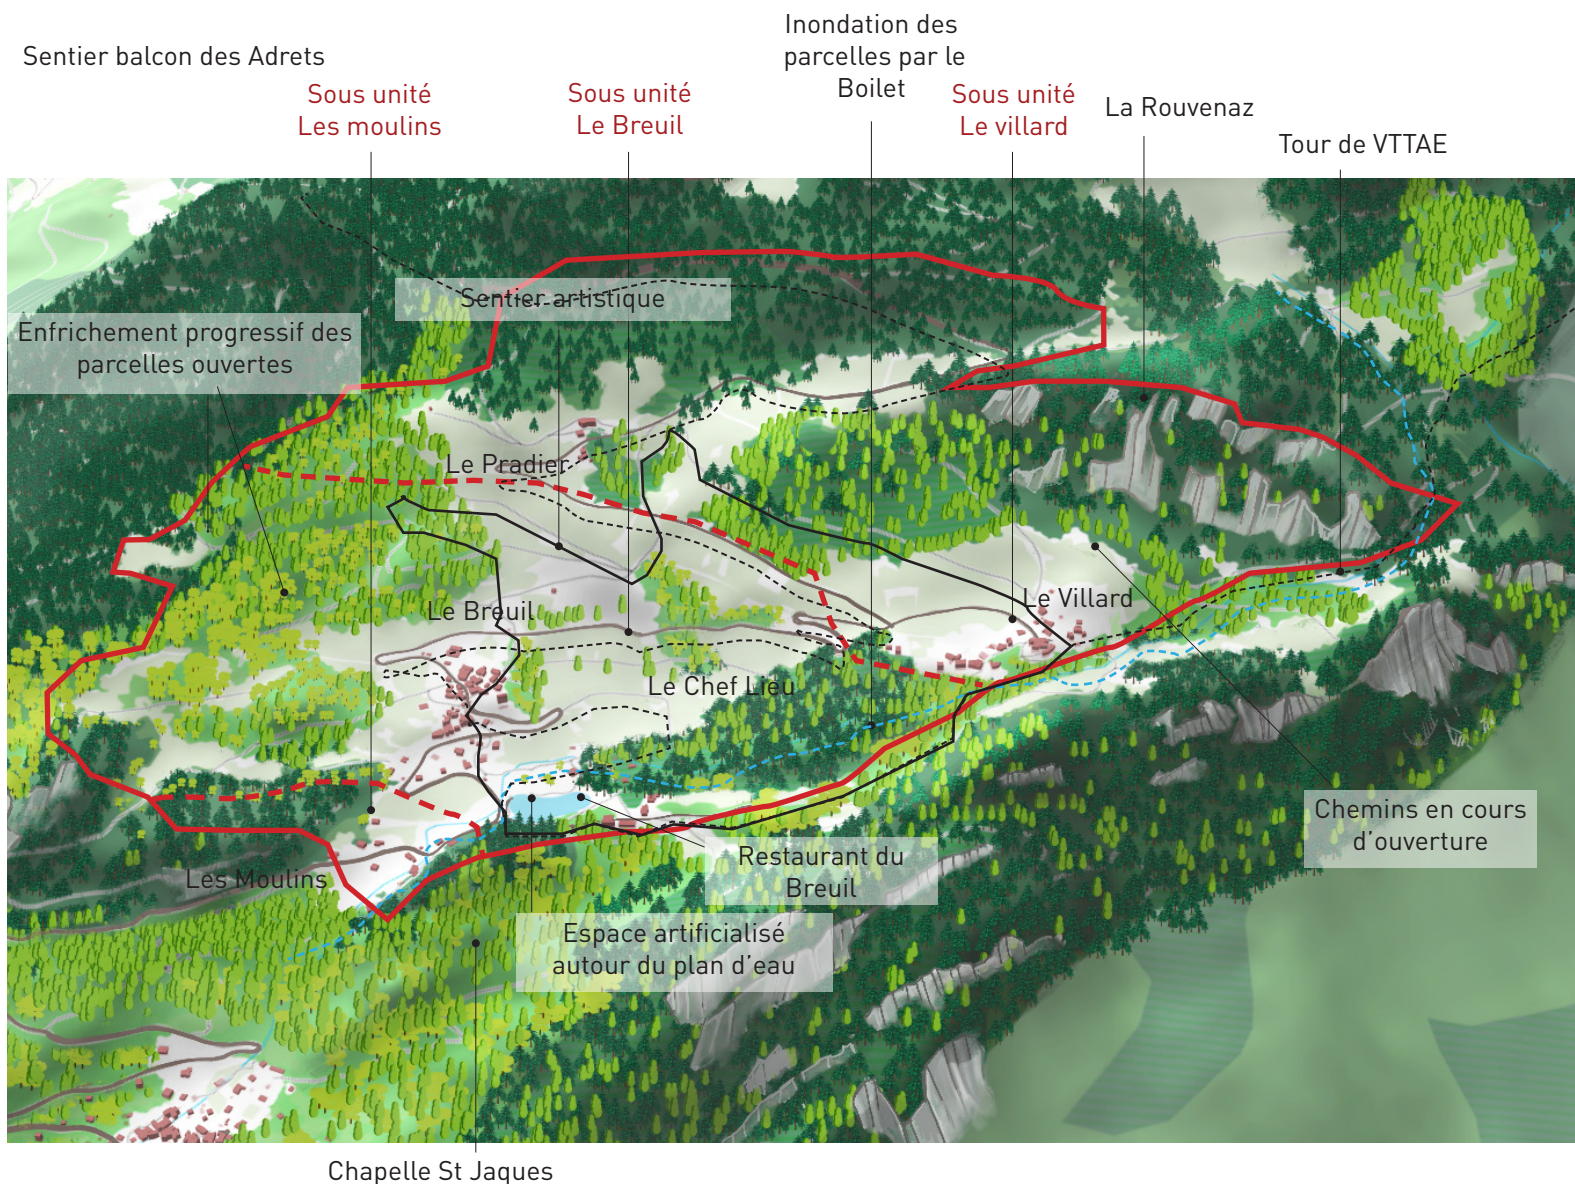 Sentier balcon des Adrets
Sous unité
Les moulins
Sous unité
Le Breuil
Inondation des
parcelles par le
Boilet
Sous unité
Le villard
La Rouvenaz
Tour de VTTAE
Sentier artistique
Enfrichement progressif des
parcelles ouvertes
Le Pradier
Le Breuil
Le Villard
Le Chef Lieu
Les Moulins
Chemins en cours
d’ouverture
Restaurant du
Breuil
Espace artificialisé
autour du plan d’eau
Chapelle St Jaques